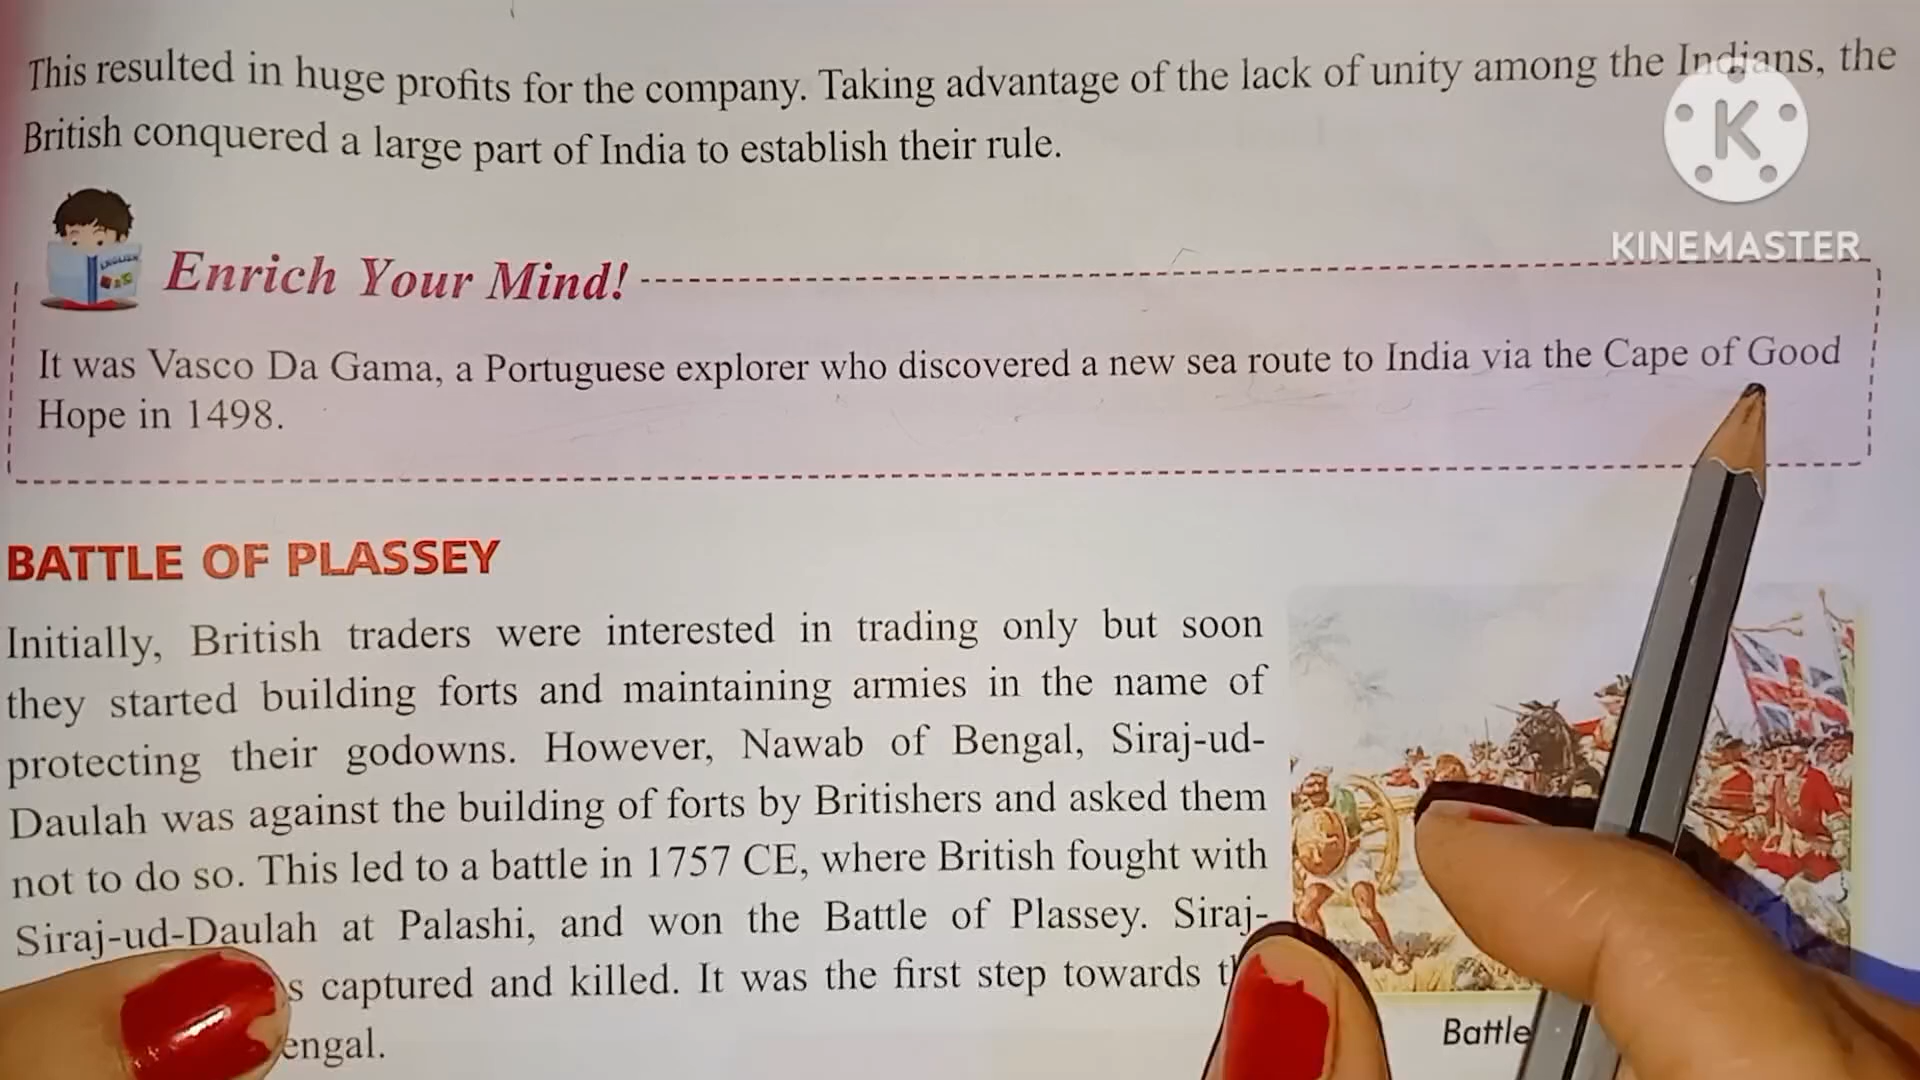 This resulted in huge profits for the company. Taking advantage of the lack of unity among the Indians, the
British conquered a large part of India to establish their rule.
K
KINEMASTER
ENGLISH
Enrich Your Mind!
It was Vasco Da Gama, a Portuguese explorer who discovered a new sea route to India via the Cape of Good
Hope in 1498.
BATTLE OF PLASSEY
Initially, British traders were interested in trading only but soon
they started building forts and maintaining armies in the name of
protecting their godowns. However, Nawab of Bengal, Siraj-ud-
Daulah was against the building of forts by Britishers and asked them
not to do so. This led to a battle in 1757 CE, where British fought with
Siraj-ud-Daulah at Palashi, and won the Battle of Plassey. Siraj-
captured and killed. It was the first step towards
Battle